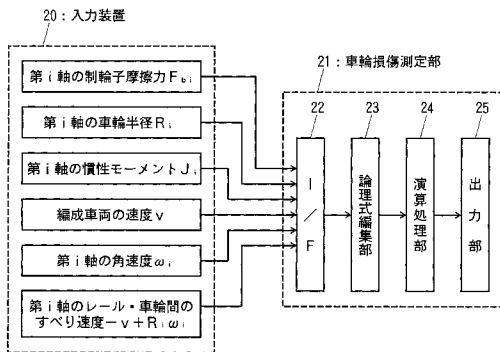 20：入力装置
第ｉ軸の制輪子摩擦力Ｆbi
第ｉ軸の車輪半径Ｒi
第ｉ軸の慣性モーメントＪi
編成車両の速度ｖ
第ｉ軸の角速度ωi
第ｉ軸のレール・車輪間の
すべり速度−ｖ＋Ｒiωi
21：車輪損傷測定部
22
23
24
25
Ｉ／Ｆ
論理式編集部
演算処理部
出力部